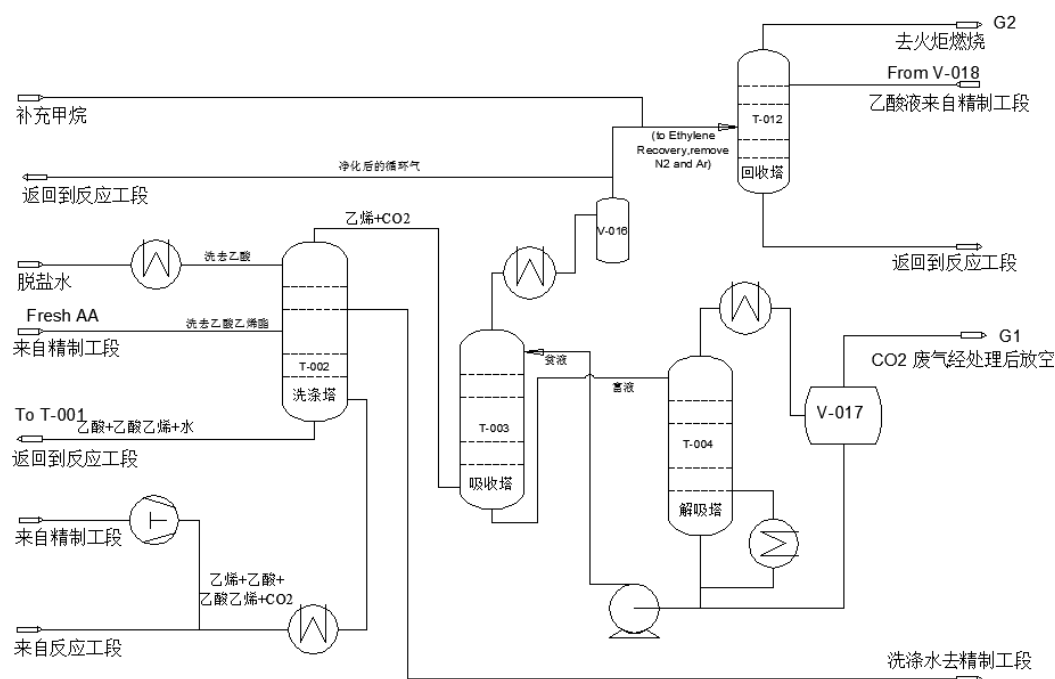 G2
去火炬燃烧
From V-018
乙酸液来自精制工段
补充甲烷
T-012
(to Ethylene
Recovery,remove
N2 and Ar)
净化后的循环气
回收塔
返回到反应工段
乙烯+CO2
V-016
洗去乙酸
脱盐水
返回到反应工段
Fresh AA
洗去乙酸乙烯酯
来自精制工段
G1
贫液
CO2 废气经处理后放空
T-002
富液
洗涤塔
To T-001
乙酸+乙酸乙烯+水
V-017
T-003
返回到反应工段
T-004
吸收塔
解吸塔
来自精制工段
T
乙烯+乙酸+
乙酸乙烯+CO2
来自反应工段
洗涤水去精制工段